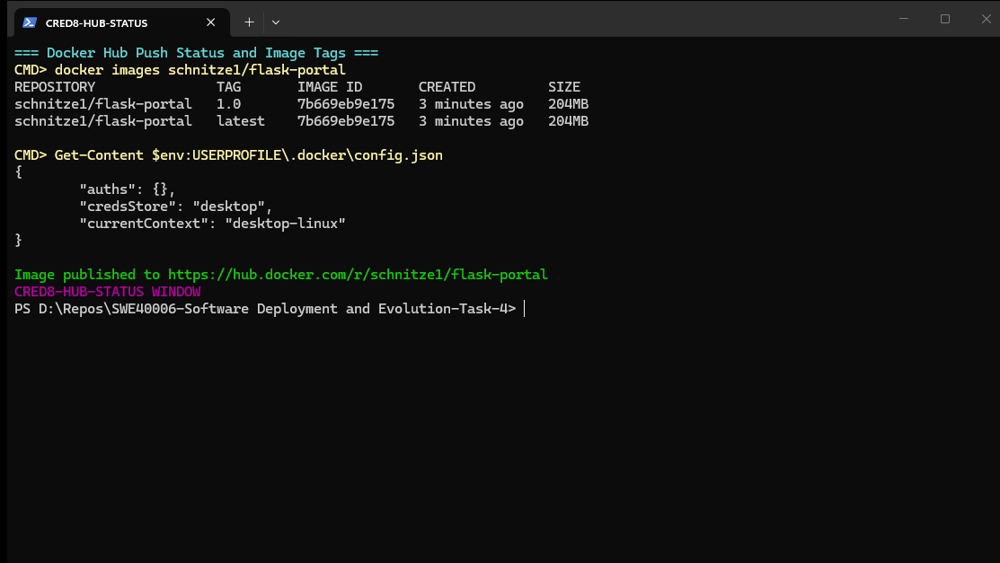 CRED8-HUB-STATUS
=== Docker Hub Push Status and Image Tags ===
CMD> docker images schnitze1/flask-portal
REPOSITORY TAG IMAGE ID CREATED SIZE
schnitze1/flask-portal 1.0 7b669eb9e175 3 minutes ago 204MB
schnitze1/flask-portal latest 7b669eb9e175 3 minutes ago 204MB
CMD> Get-Content $env:USERPROFILE\.docker\config.json
{
"auths": {},
"credsStore": "desktop",
"currentContext": "desktop-linux"
}
Image published to https://hub.docker.com/r/schnitze1/flask-portal
CRED8-HUB-STATUS WINDOW
PS D:\Repos\SWE40006-Software Deployment and Evolution-Task-4>